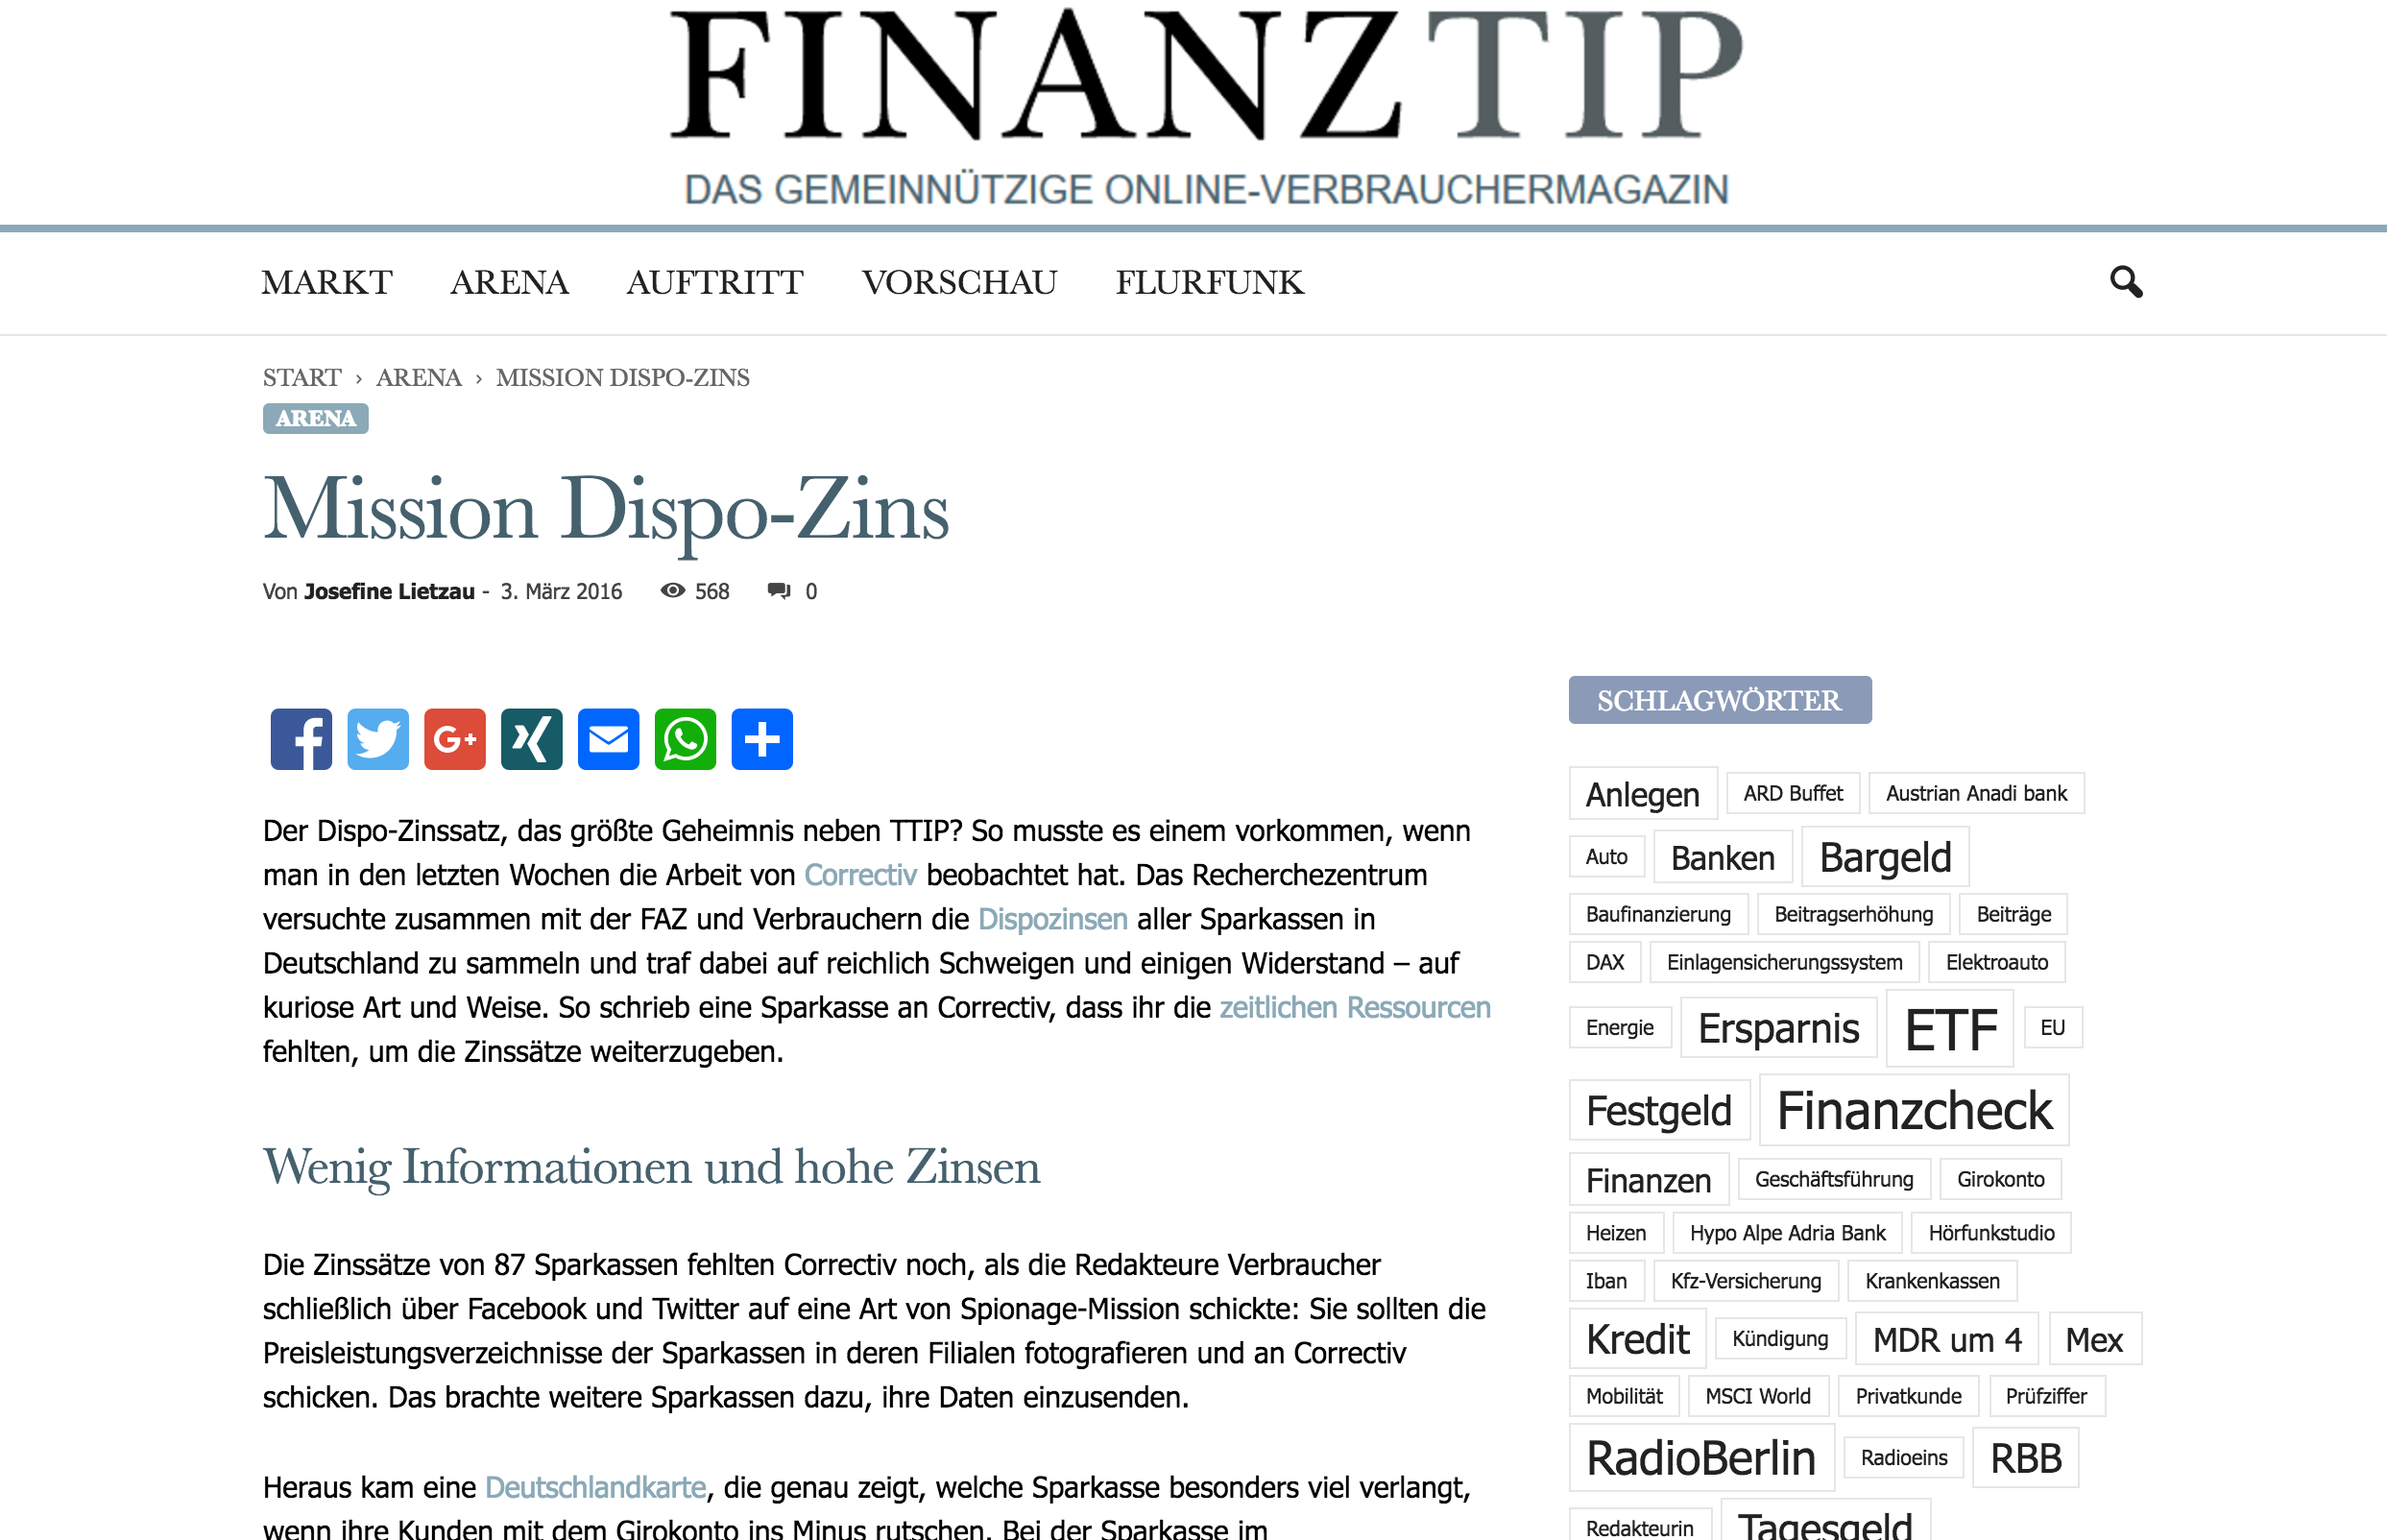 FINANZTIP
DAS GEMEINNÜTZIGE ONLINE-VERBRAUCHERMAGAZIN
MARKT ARENA AUFTRITT VORSCHAU FLURFUNK
START › ARENA › MISSION DISPO-ZINS
ARENA
Mission Dispo-Zins
Von Josefine Lietzau - 3. März 2016 568 0
Der Dispo-Zinssatz, das größte Geheimnis neben TTIP? So musste es einem vorkommen, wenn
man in den letzten Wochen die Arbeit von Correctiv beobachtet hat. Das Recherchezentrum
versuchte zusammen mit der FAZ und Verbrauchern die Dispozinsen aller Sparkassen in
Deutschland zu sammeln und traf dabei auf reichlich Schweigen und einigen Widerstand – auf
kuriose Art und Weise. So schrieb eine Sparkasse an Correctiv, dass ihr die zeitlichen Ressourcen
fehlten, um die Zinssätze weiterzugeben.
Wenig Informationen und hohe Zinsen
Die Zinssätze von 87 Sparkassen fehlten Correctiv noch, als die Redakteure Verbraucher
schließlich über Facebook und Twitter auf eine Art von Spionage-Mission schickte: Sie sollten die
Preisleistungsverzeichnisse der Sparkassen in deren Filialen fotografieren und an Correctiv
schicken. Das brachte weitere Sparkassen dazu, ihre Daten einzusenden.
Heraus kam eine Deutschlandkarte, die genau zeigt, welche Sparkasse besonders viel verlangt,
wenn ihre Kunden mit dem Girokonto ins Minus rutschen. Bei der Sparkasse im
SCHLAGWÖRTER
Anlegen ARD Buffet Austrian Anadi bank
Auto Banken Bargeld
Baufinanzierung Beitragserhöhung Beiträge
DAX Einlagensicherungssystem Elektroauto
Energie Ersparnis ETF EU
Festgeld Finanzcheck
Finanzen Geschäftsführung Girokonto
Heizen Hypo Alpe Adria Bank Hörfunkstudio
Iban Kfz-Versicherung Krankenkassen
Kredit Kündigung MDR um 4 Mex
Mobilität MSCI World Privatkunde Prüfziffer
RadioBerlin Radioeins RBB
Redakteurin Tagesgeld